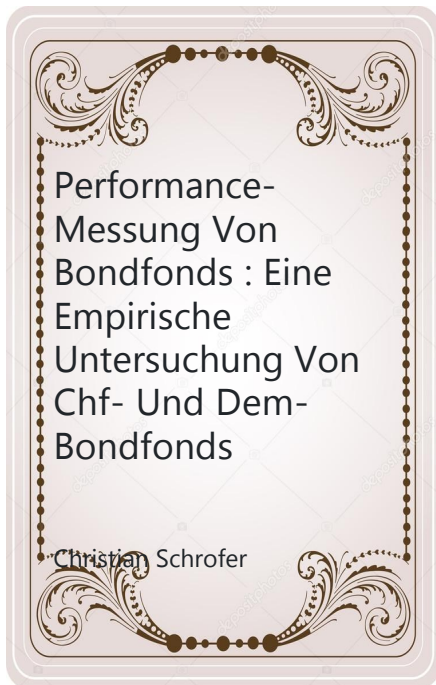 Performance-
Messung Von
Bondfonds : Eine
Empirische
Untersuchung Von
Chf- Und Dem-
Bondfonds
Christian Schrofer